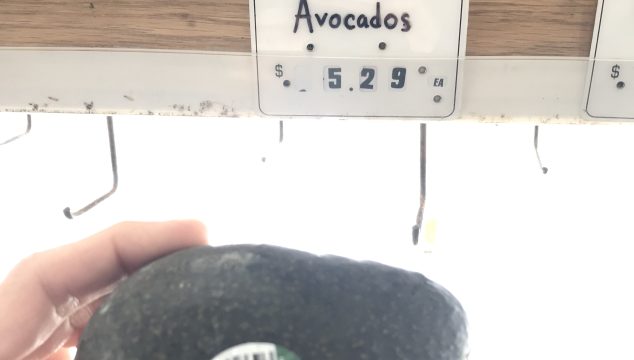 Avocados
$ 5.29 EA
$